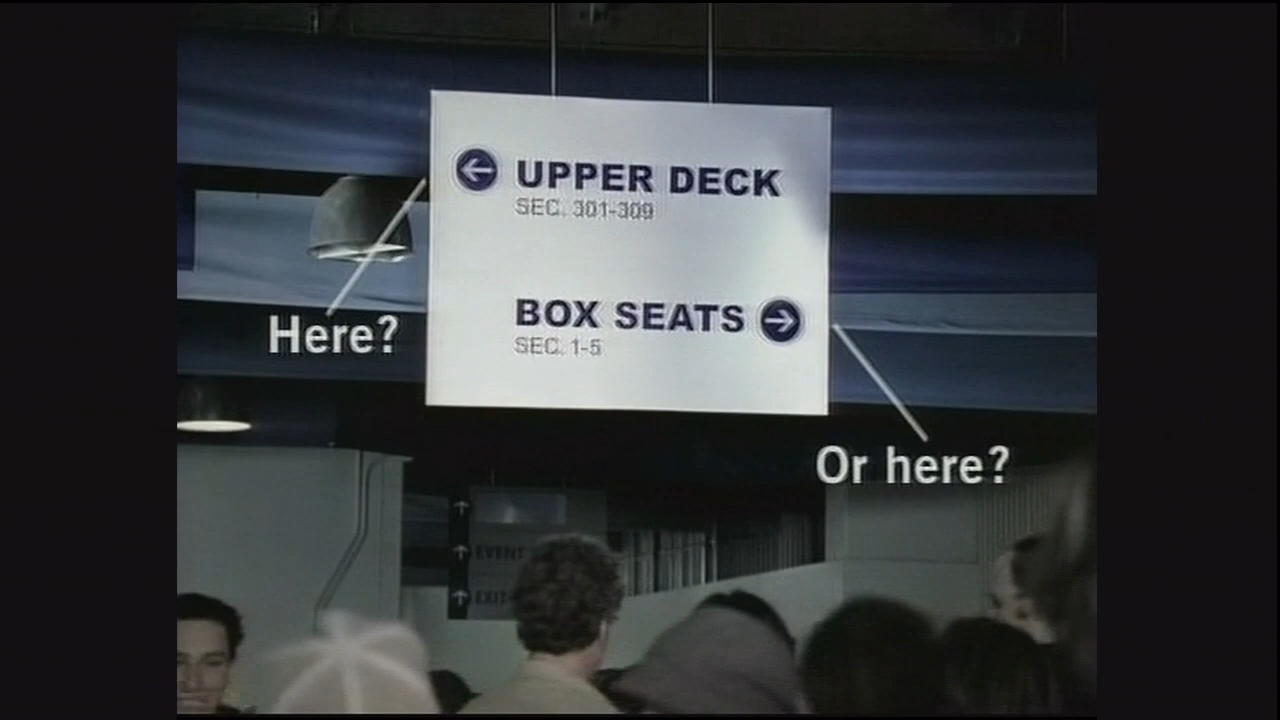 UPPER DECK
SEC. 301-309
BOX SEATS
SEC. 1-5
Here?
Or here?
EVENT
EXIT